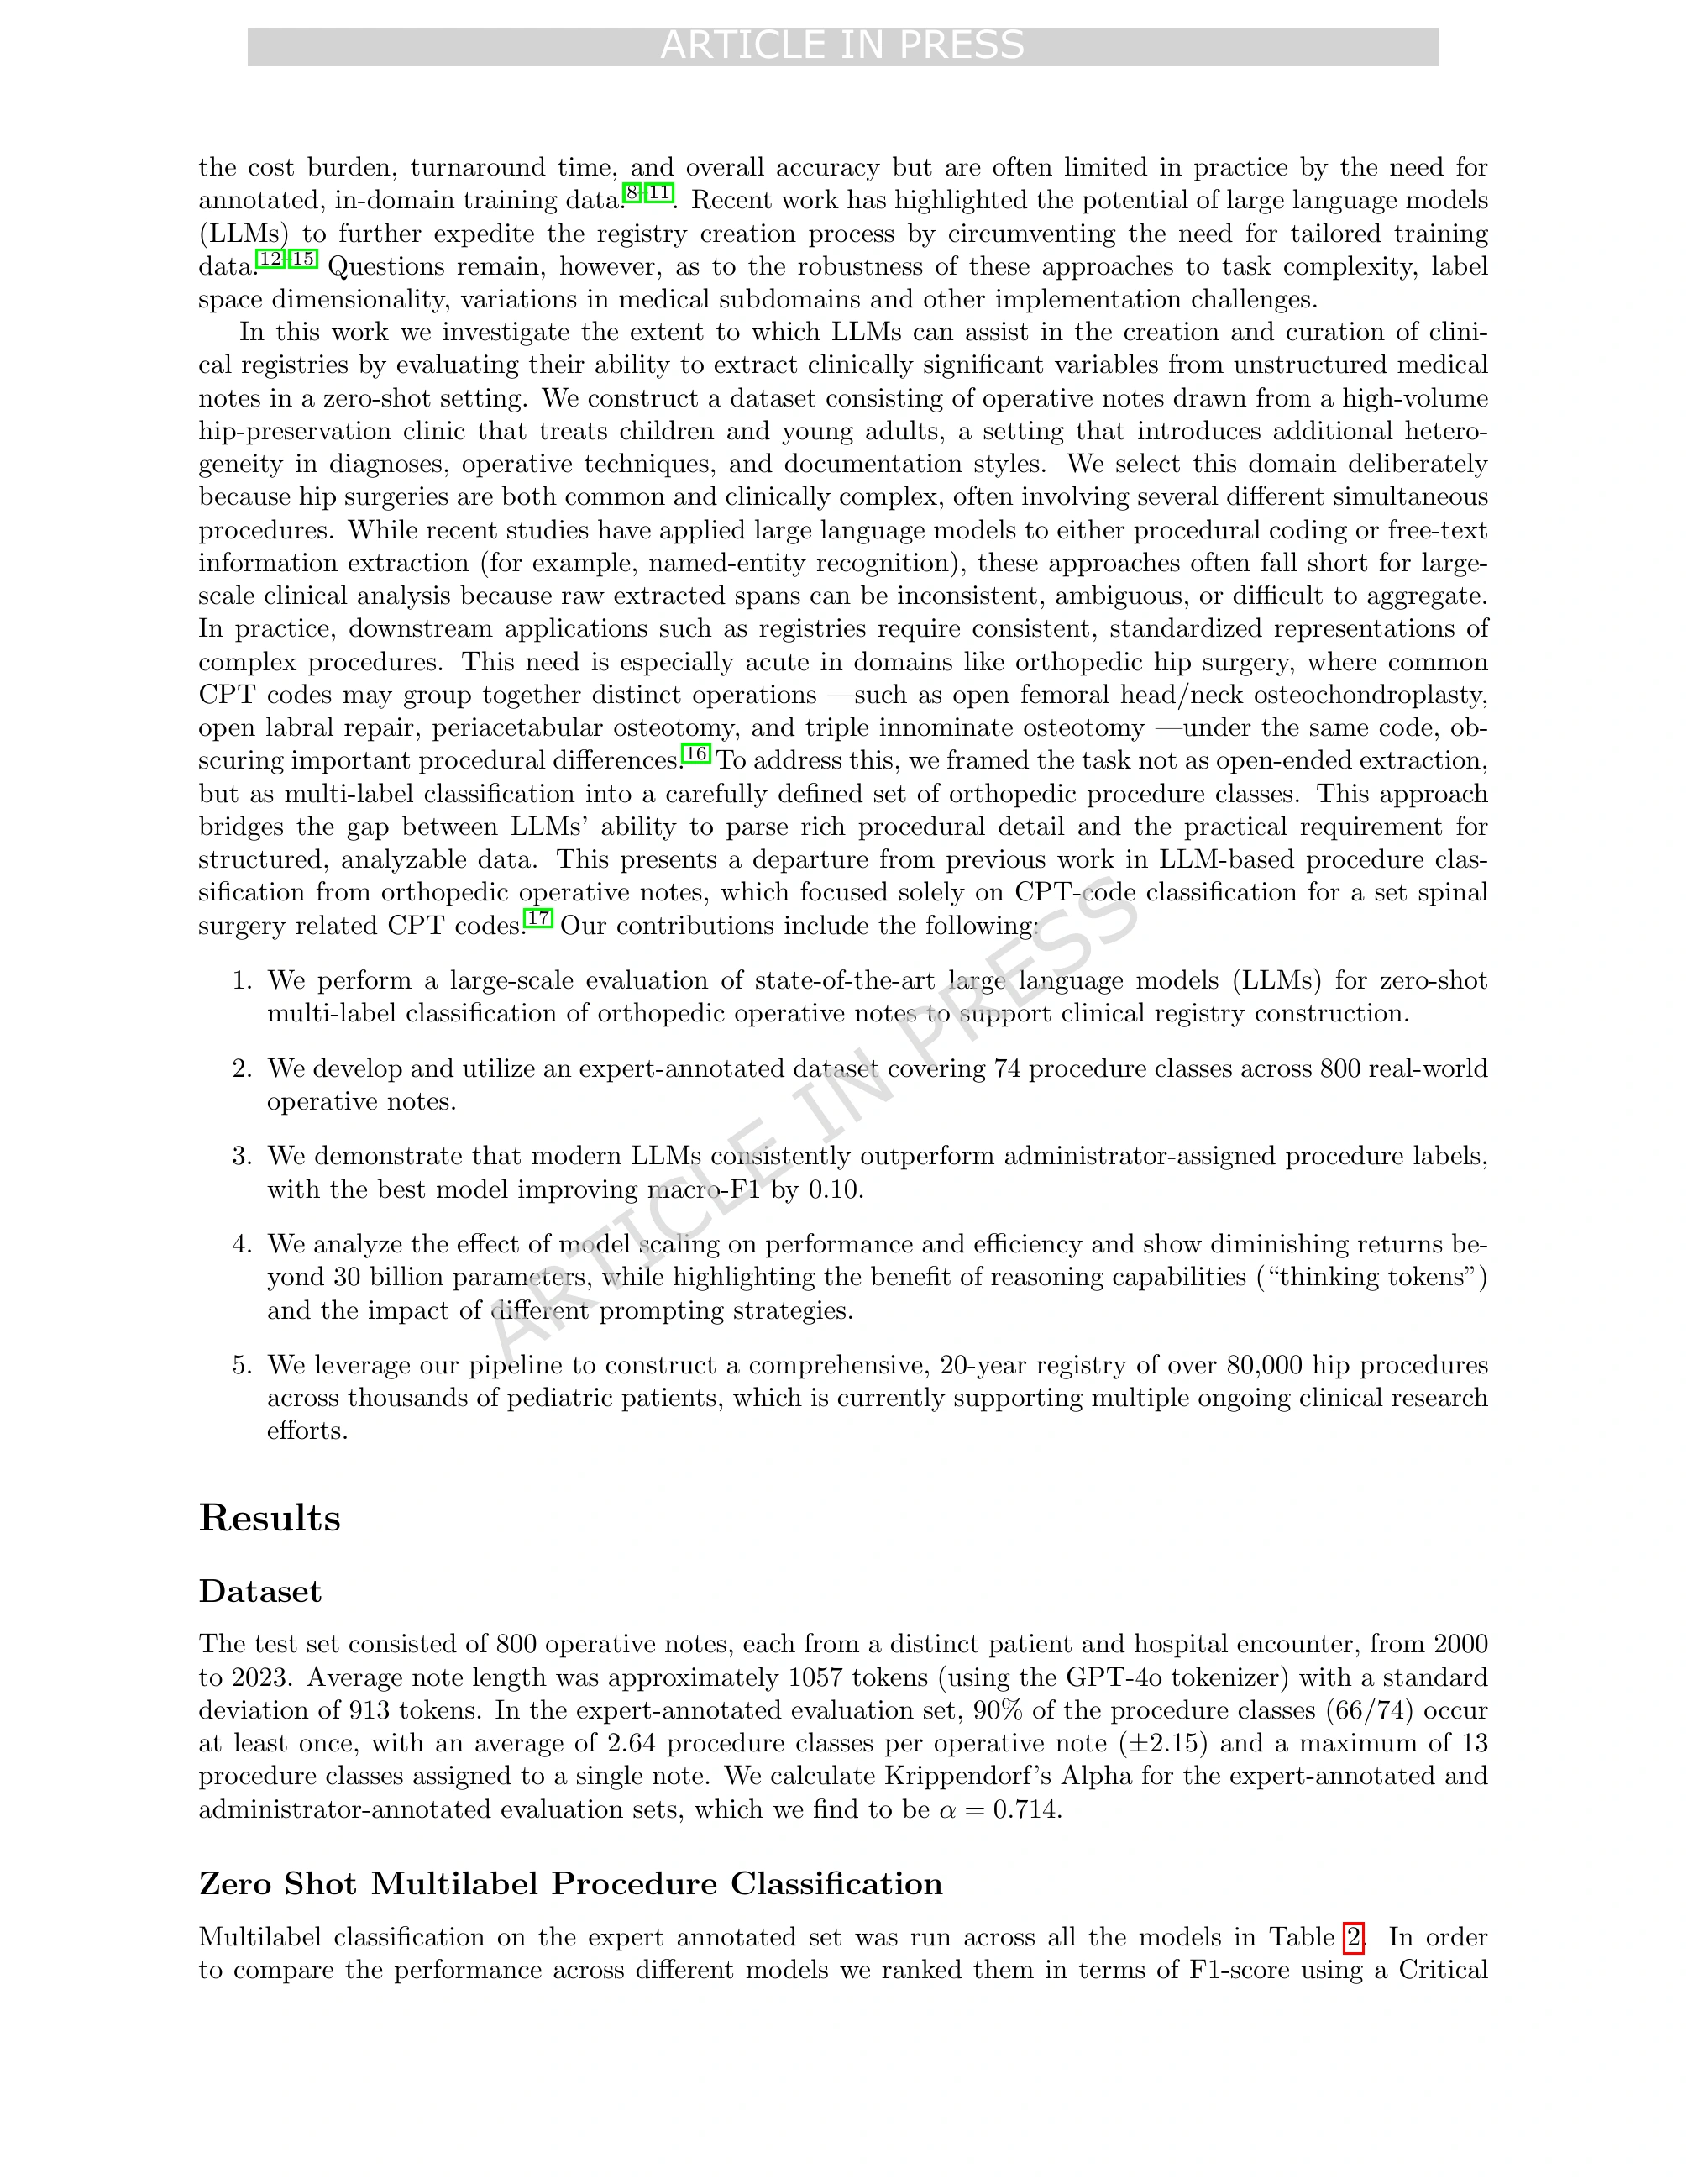 ARTICLE IN PRESS
the cost burden, turnaround time, and overall accuracy but are often limited in practice by the need for
annotated, in-domain training data.8–11. Recent work has highlighted the potential of large language models
(LLMs) to further expedite the registry creation process by circumventing the need for tailored training
data.12–15 Questions remain, however, as to the robustness of these approaches to task complexity, label
space dimensionality, variations in medical subdomains and other implementation challenges.
In this work we investigate the extent to which LLMs can assist in the creation and curation of clini-
cal registries by evaluating their ability to extract clinically significant variables from unstructured medical
notes in a zero-shot setting. We construct a dataset consisting of operative notes drawn from a high-volume
hip-preservation clinic that treats children and young adults, a setting that introduces additional hetero-
geneity in diagnoses, operative techniques, and documentation styles. We select this domain deliberately
because hip surgeries are both common and clinically complex, often involving several different simultaneous
procedures. While recent studies have applied large language models to either procedural coding or free-text
information extraction (for example, named-entity recognition), these approaches often fall short for large-
scale clinical analysis because raw extracted spans can be inconsistent, ambiguous, or difficult to aggregate.
In practice, downstream applications such as registries require consistent, standardized representations of
complex procedures. This need is especially acute in domains like orthopedic hip surgery, where common
CPT codes may group together distinct operations —such as open femoral head/neck osteochondroplasty,
open labral repair, periacetabular osteotomy, and triple innominate osteotomy —under the same code, ob-
scuring important procedural differences.16 To address this, we framed the task not as open-ended extraction,
but as multi-label classification into a carefully defined set of orthopedic procedure classes. This approach
bridges the gap between LLMs' ability to parse rich procedural detail and the practical requirement for
structured, analyzable data. This presents a departure from previous work in LLM-based procedure clas-
sification from orthopedic operative notes, which focused solely on CPT-code classification for a set spinal
surgery related CPT codes.17 Our contributions include the following:
1. We perform a large-scale evaluation of state-of-the-art large language models (LLMs) for zero-shot
multi-label classification of orthopedic operative notes to support clinical registry construction.
2. We develop and utilize an expert-annotated dataset covering 74 procedure classes across 800 real-world
operative notes.
3. We demonstrate that modern LLMs consistently outperform administrator-assigned procedure labels,
with the best model improving macro-F1 by 0.10.
4. We analyze the effect of model scaling on performance and efficiency and show diminishing returns be-
yond 30 billion parameters, while highlighting the benefit of reasoning capabilities (“thinking tokens”)
and the impact of different prompting strategies.
5. We leverage our pipeline to construct a comprehensive, 20-year registry of over 80,000 hip procedures
across thousands of pediatric patients, which is currently supporting multiple ongoing clinical research
efforts.
ARTICLE IN PRESS
Results
Dataset
The test set consisted of 800 operative notes, each from a distinct patient and hospital encounter, from 2000
to 2023. Average note length was approximately 1057 tokens (using the GPT-4o tokenizer) with a standard
deviation of 913 tokens. In the expert-annotated evaluation set, 90% of the procedure classes (66/74) occur
at least once, with an average of 2.64 procedure classes per operative note (±2.15) and a maximum of 13
procedure classes assigned to a single note. We calculate Krippendorf's Alpha for the expert-annotated and
administrator-annotated evaluation sets, which we find to be α = 0.714.
Zero Shot Multilabel Procedure Classification
Multilabel classification on the expert annotated set was run across all the models in Table 2. In order
to compare the performance across different models we ranked them in terms of F1-score using a Critical